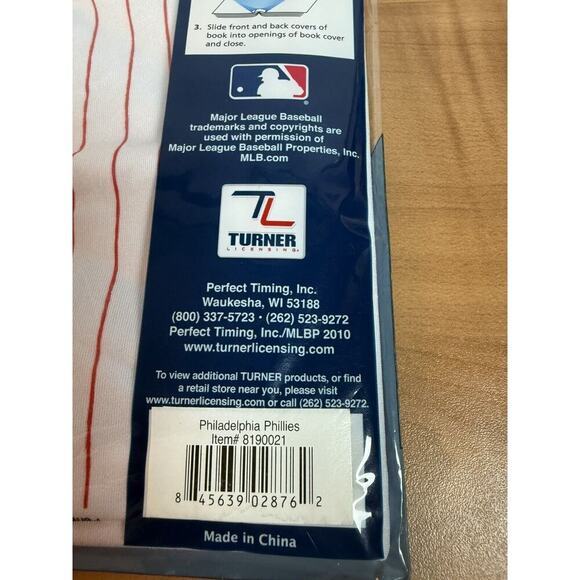 3. Slide front and back covers of
book into openings of book cover
and close.
Major League Baseball
trademarks and copyrights are
used with permission of
Major League Baseball Properties, Inc.
MLB.com
TL
TURNER
LICENSING
Perfect Timing, Inc.
Waukesha, WI 53188
(800) 337-5723 • (262) 523-9272
Perfect Timing, Inc./MLBP 2010
www.turnerlicensing.com
To view additional TURNER products, or find
a retail store near you, please visit
www.turnerlicensing.com or call (262) 523-9272.
Philadelphia Phillies
Item# 8190021
8 45639 02876 2
Made in China